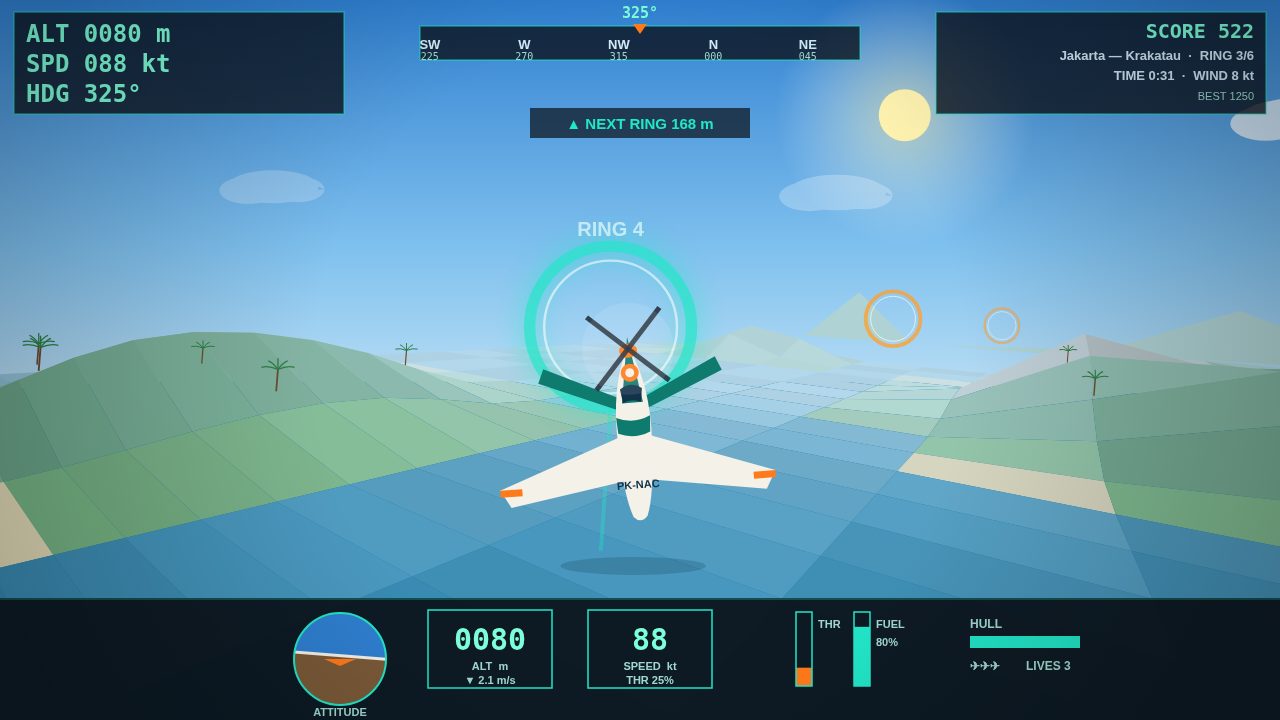 ALT 0080 m
SPD 088 kt
HDG 325°
325°
SW W NW N NE
225 270 315 000 045
SCORE 522
Jakarta — Krakatau · RING 3/6
TIME 0:31 · WIND 8 kt
BEST 1250
▲ NEXT RING 168 m
RING 4
PK-NAC
ATTITUDE
0080
ALT m
▼ 2.1 m/s
88
SPEED kt
THR 25%
THR
FUEL
80%
HULL
✈✈✈ LIVES 3